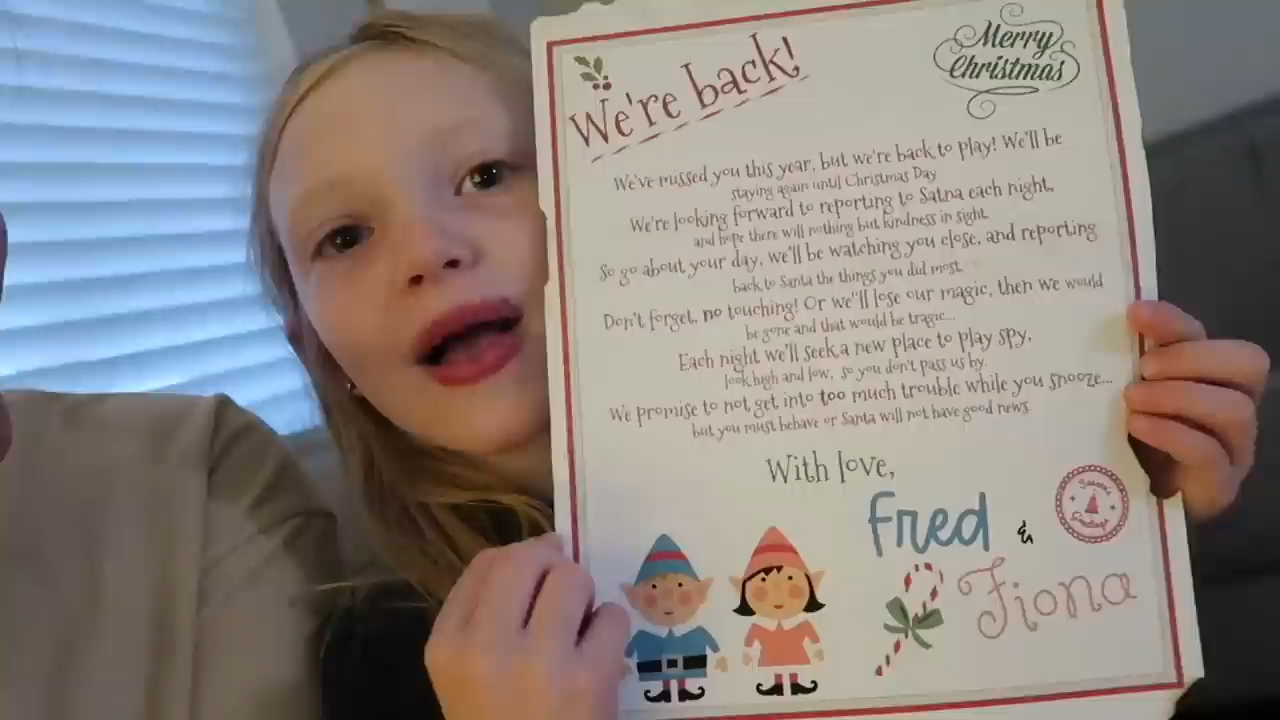 We're back!
Merry
Christmas
We've missed you this year, but we're back to play! We'll be
staying again until Christmas Day
We're looking forward to reporting to Satna each night,
and hope there will nothing but kindness in sight.
So go about your day, we'll be watching you close, and reporting
back to Santa the things you did most.
Don't forget, no touching! Or we'll lose our magic, then we would
be gone and that would be tragic...
Each night we'll seek a new place to play spy,
look high and low, so you don't pass us by.
We promise to not get into too much trouble while you snooze...
but you must behave or Santa will not have good news.
With love,
Fred &
Fiona